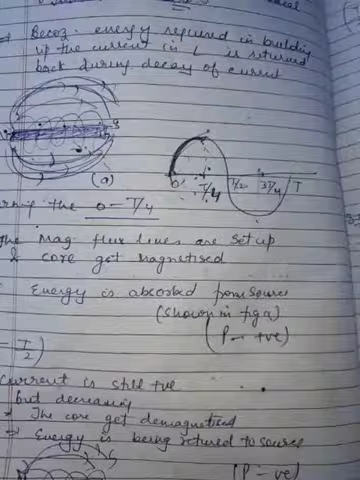 ⇒ Becoz. energy required in building
up the current in L is returned
back during decay of current
(a)
0 T/4 T/2 3T/4 T
the 0 - T/4
the mag flux lines are set up
& core get magnetised
Energy is absorbed from source
(shown in fig a)
(P → +ve)
- T/2)
Current is still +ve
but decreasing
→ The core get demagnetised
→ Energy is being returned to source
(P = -ve)